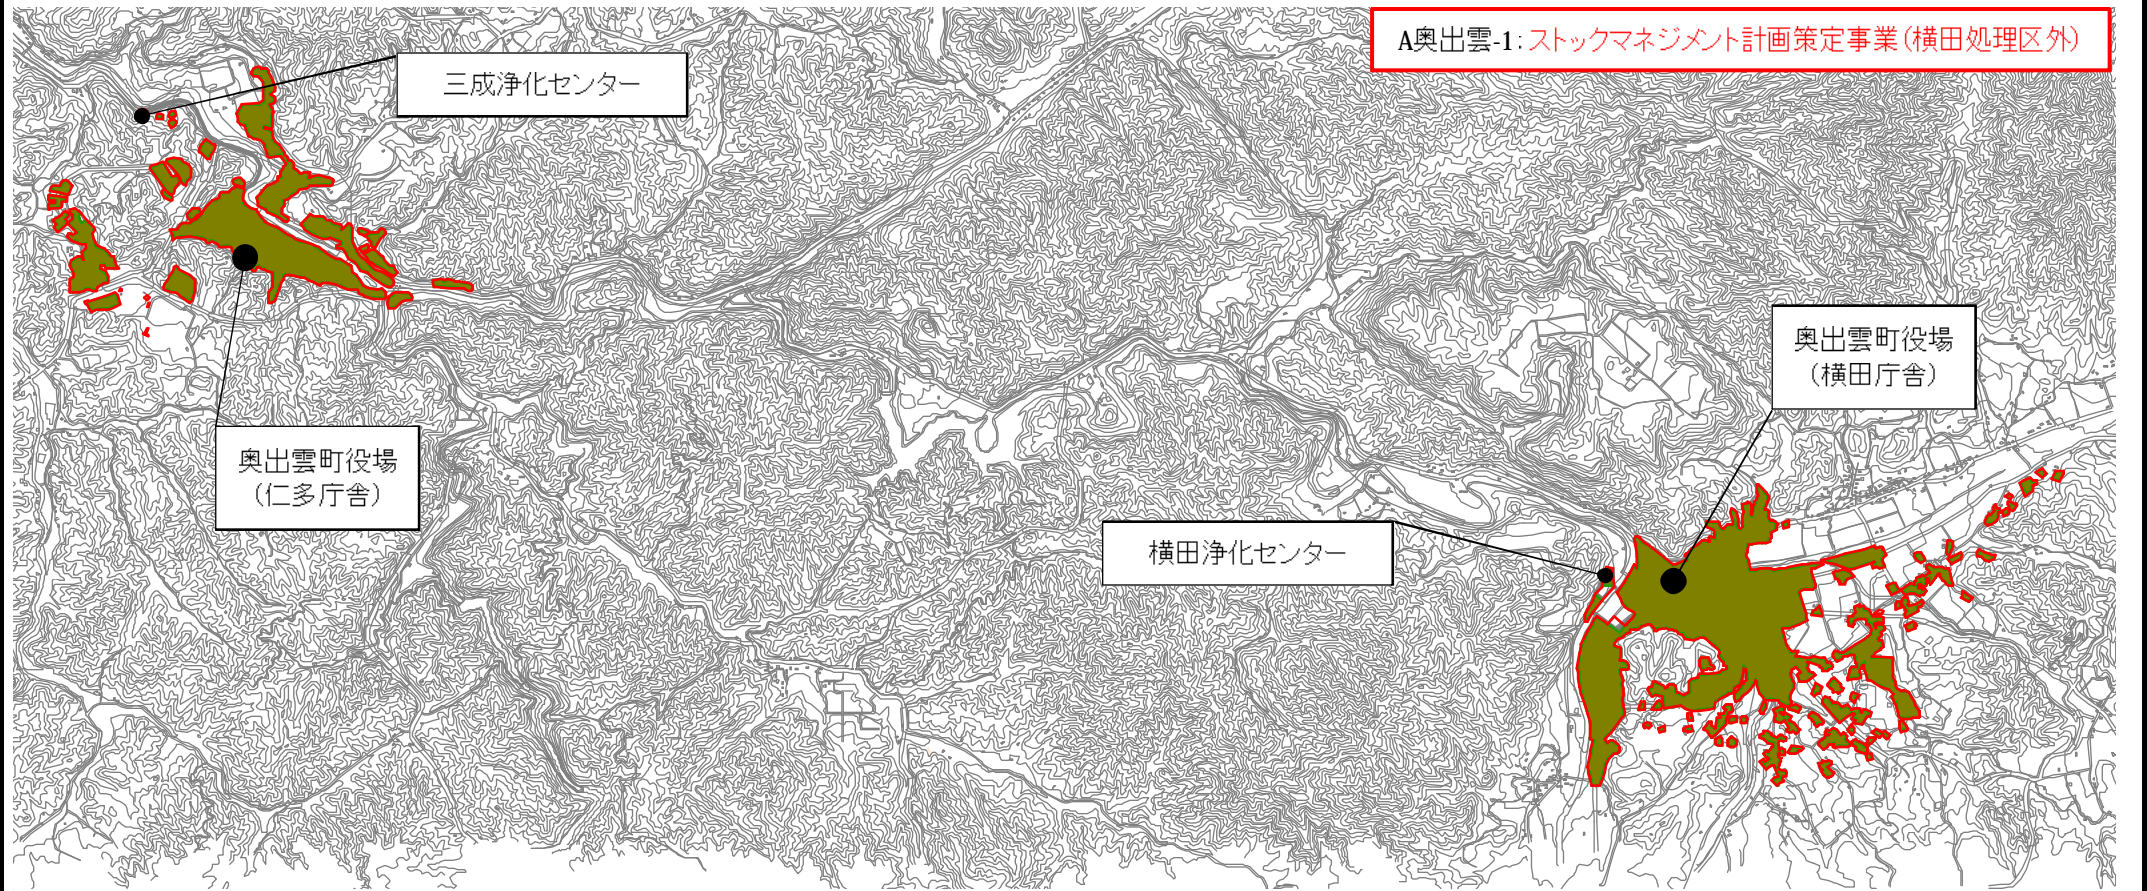 A奥出雲-1：ストックマネジメント計画策定事業（横田処理区外）
三成浄化センター
奥出雲町役場
（横田庁舎）
奥出雲町役場
（仁多庁舎）
横田浄化センター